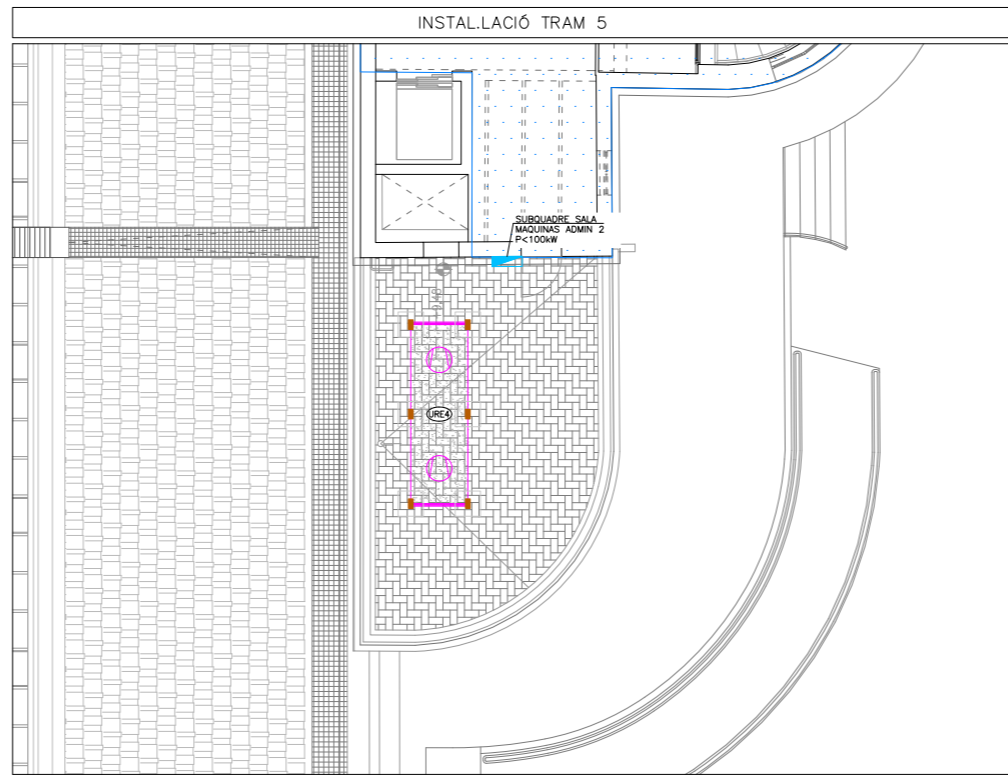 INSTAL.LACIÓ TRAM 5
SUBQUADRE SALA
MAQUINAS ADMIN 2
P<100kW
URE4